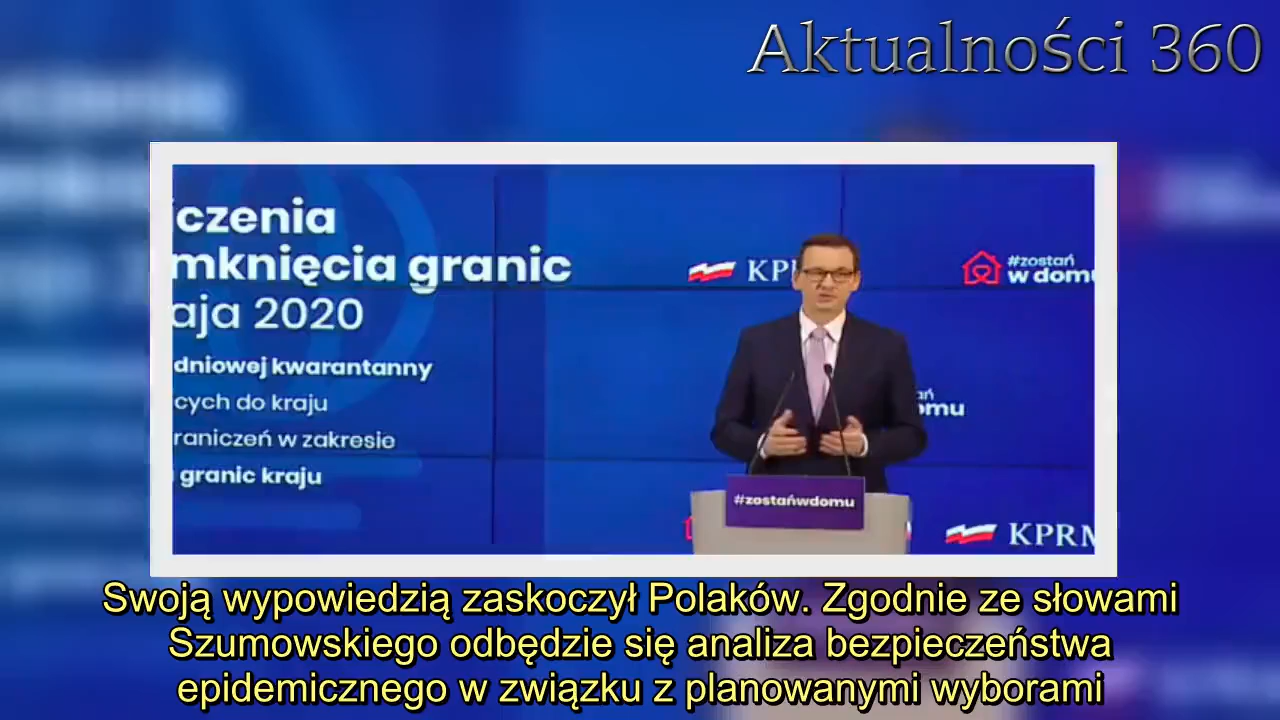 Aktualności 360
czenia
mknięcia granic
aja 2020
dniowej kwarantanny
cych do kraju
raniczeń w zakresie
granic kraju
KPR
#zostań
w domu
#zostańwdomu
KPRM
Swoją wypowiedzią zaskoczył Polaków. Zgodnie ze słowami
Szumowskiego odbędzie się analiza bezpieczeństwa
epidemicznego w związku z planowanymi wyborami